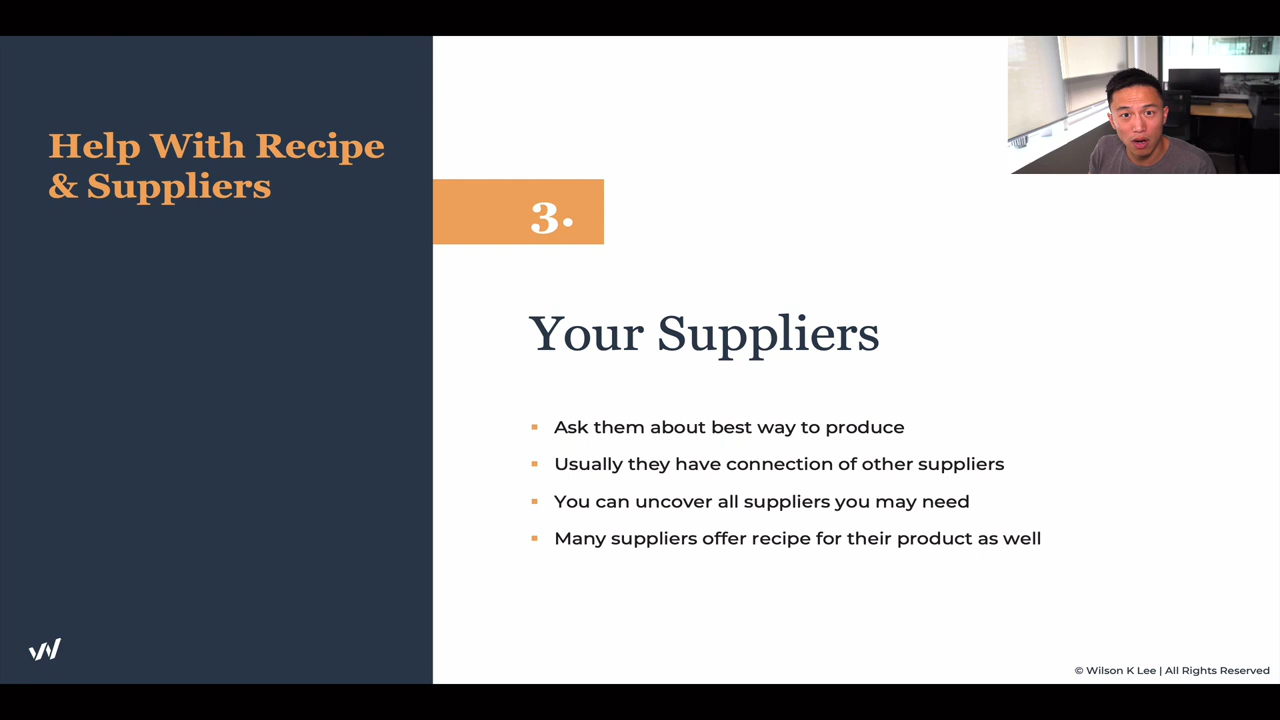 Help With Recipe
& Suppliers
3.
Your Suppliers
Ask them about best way to produce
Usually they have connection of other suppliers
You can uncover all suppliers you may need
Many suppliers offer recipe for their product as well
© Wilson K Lee | All Rights Reserved